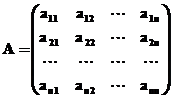 A = ( a11 a12 ⋯ a1n
a21 a22 ⋯ a2n
⋯ ⋯ ⋯ ⋯
an1 an2 ⋯ ann )